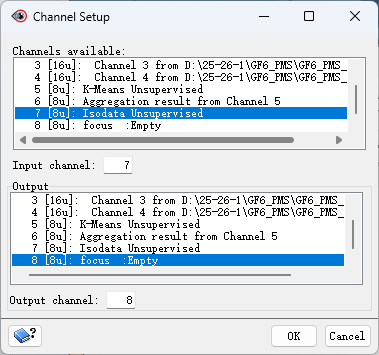 Channel Setup
Channels available:
3 [16u]: Channel 3 from D:\25-26-1\GF6_PMS\GF6_PMS_
4 [16u]: Channel 4 from D:\25-26-1\GF6_PMS\GF6_PMS_
5 [8u]: K-Means Unsupervised
6 [8u]: Aggregation result from Channel 5
7 [8u]: Isodata Unsupervised
8 [8u]: focus :Empty
Input channel: 7
Output
3 [16u]: Channel 3 from D:\25-26-1\GF6_PMS\GF6_PMS_
4 [16u]: Channel 4 from D:\25-26-1\GF6_PMS\GF6_PMS_
5 [8u]: K-Means Unsupervised
6 [8u]: Aggregation result from Channel 5
7 [8u]: Isodata Unsupervised
8 [8u]: focus :Empty
Output channel: 8
? OK Cancel